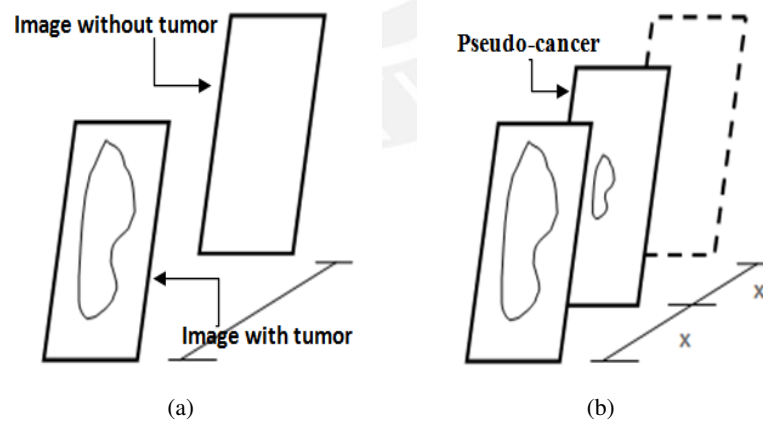 Image without tumor
Image with tumor
(a)
Pseudo-cancer
x
x
(b)